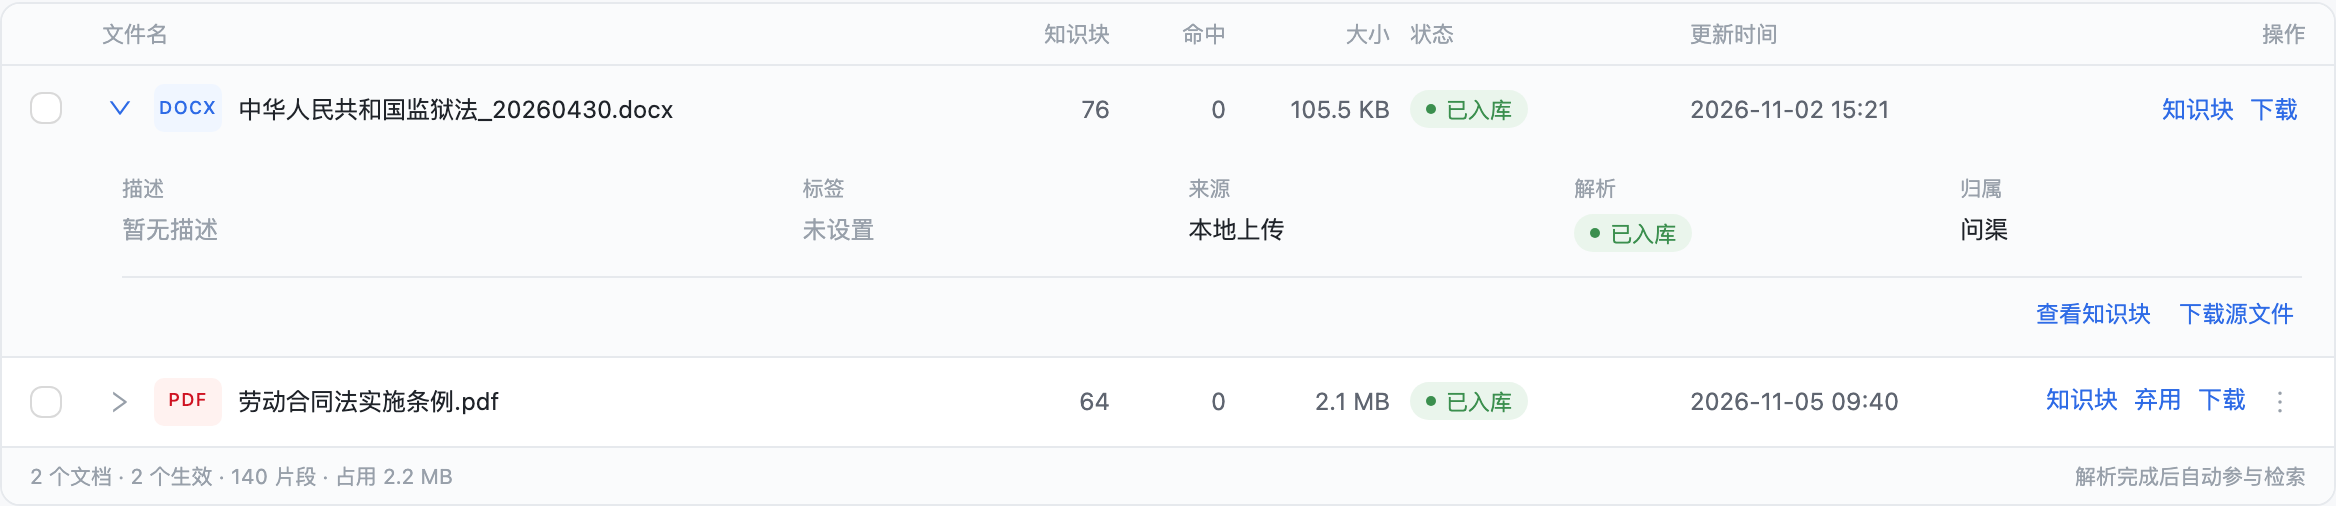 文件名 知识块 命中 大小 状态 更新时间 操作
DOCX 中华人民共和国监狱法_20260430.docx 76 0 105.5 KB 已入库 2026-11-02 15:21 知识块 下载
描述 标签 来源 解析 归属
暂无描述 未设置 本地上传 已入库 问渠
查看知识块 下载源文件
PDF 劳动合同法实施条例.pdf 64 0 2.1 MB 已入库 2026-11-05 09:40 知识块 弃用 下载
2 个文档 · 2 个生效 · 140 片段 · 占用 2.2 MB 解析完成后自动参与检索